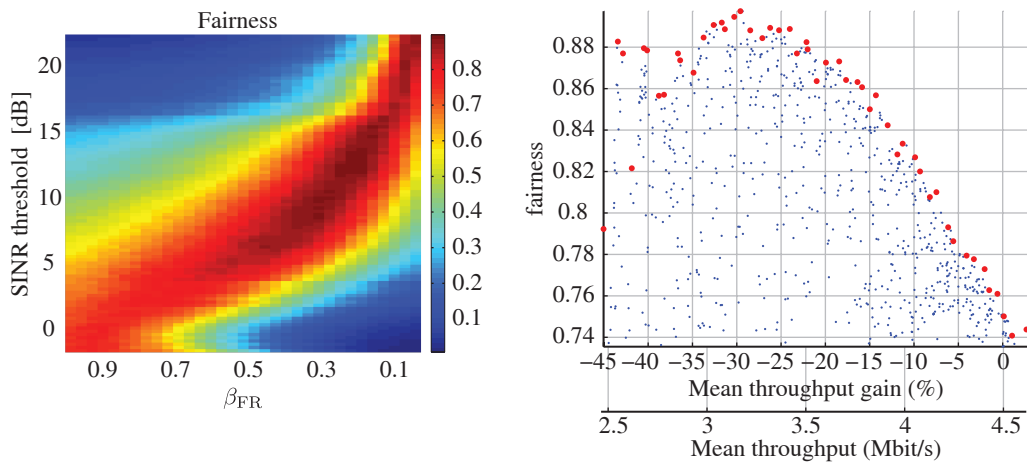 Fairness
SINR threshold [dB]
20
15
10
5
0
0.9 0.7 0.5 0.3 0.1
β_FR
0.8
0.7
0.6
0.5
0.4
0.3
0.2
0.1
fairness
0.88
0.86
0.84
0.82
0.8
0.78
0.76
0.74
−45 −40 −35 −30 −25 −20 −15 −10 −5 0
Mean throughput gain (%)
2.5 3 3.5 4 4.5
Mean throughput (Mbit/s)